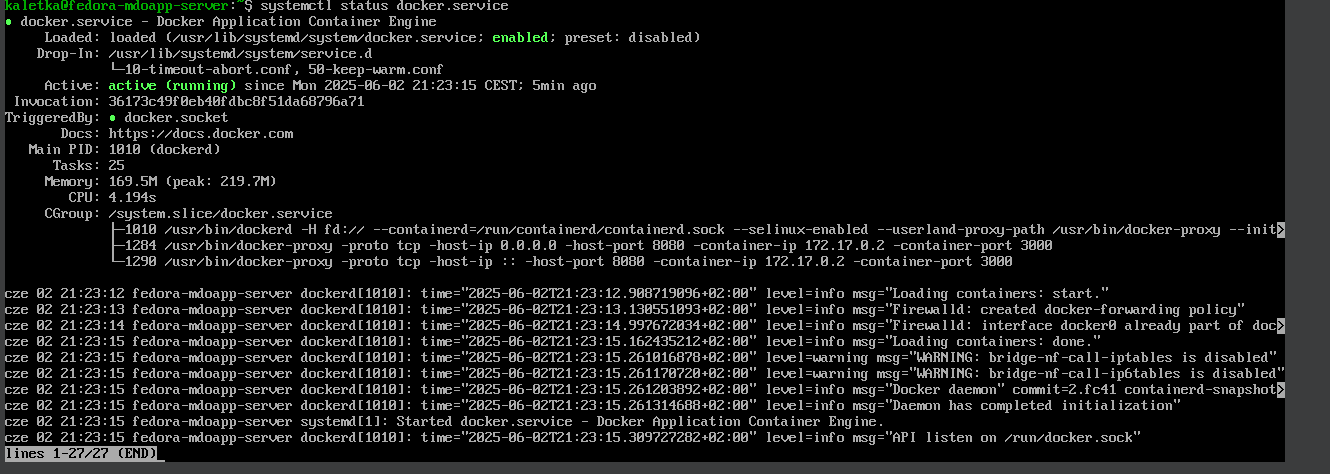 kaletka@fedora-mdoapp-server:~$ systemctl status docker.service
● docker.service - Docker Application Container Engine
     Loaded: loaded (/usr/lib/systemd/system/docker.service; enabled; preset: disabled)
    Drop-In: /usr/lib/systemd/system/service.d
             └─10-timeout-abort.conf, 50-keep-warm.conf
     Active: active (running) since Mon 2025-06-02 21:23:15 CEST; 5min ago
 Invocation: 36173c49f0eb40fdbc8f51da68796a71
TriggeredBy: ● docker.socket
       Docs: https://docs.docker.com
   Main PID: 1010 (dockerd)
      Tasks: 25
     Memory: 169.5M (peak: 219.7M)
        CPU: 4.194s
     CGroup: /system.slice/docker.service
             ├─1010 /usr/bin/dockerd -H fd:// --containerd=/run/containerd/containerd.sock --selinux-enabled --userland-proxy-path /usr/bin/docker-proxy --init>
             ├─1284 /usr/bin/docker-proxy -proto tcp -host-ip 0.0.0.0 -host-port 8080 -container-ip 172.17.0.2 -container-port 3000
             └─1290 /usr/bin/docker-proxy -proto tcp -host-ip :: -host-port 8080 -container-ip 172.17.0.2 -container-port 3000

cze 02 21:23:12 fedora-mdoapp-server dockerd[1010]: time="2025-06-02T21:23:12.908719096+02:00" level=info msg="Loading containers: start."
cze 02 21:23:13 fedora-mdoapp-server dockerd[1010]: time="2025-06-02T21:23:13.130551093+02:00" level=info msg="Firewalld: created docker-forwarding policy"
cze 02 21:23:14 fedora-mdoapp-server dockerd[1010]: time="2025-06-02T21:23:14.997672034+02:00" level=info msg="Firewalld: interface docker0 already part of doc>
cze 02 21:23:15 fedora-mdoapp-server dockerd[1010]: time="2025-06-02T21:23:15.162435212+02:00" level=info msg="Loading containers: done."
cze 02 21:23:15 fedora-mdoapp-server dockerd[1010]: time="2025-06-02T21:23:15.261016878+02:00" level=warning msg="WARNING: bridge-nf-call-iptables is disabled"
cze 02 21:23:15 fedora-mdoapp-server dockerd[1010]: time="2025-06-02T21:23:15.261170720+02:00" level=warning msg="WARNING: bridge-nf-call-ip6tables is disabled"
cze 02 21:23:15 fedora-mdoapp-server dockerd[1010]: time="2025-06-02T21:23:15.261203892+02:00" level=info msg="Docker daemon" commit=2.fc41 containerd-snapshot>
cze 02 21:23:15 fedora-mdoapp-server dockerd[1010]: time="2025-06-02T21:23:15.261314688+02:00" level=info msg="Daemon has completed initialization"
cze 02 21:23:15 fedora-mdoapp-server systemd[1]: Started docker.service - Docker Application Container Engine.
cze 02 21:23:15 fedora-mdoapp-server dockerd[1010]: time="2025-06-02T21:23:15.309727282+02:00" level=info msg="API listen on /run/docker.sock"
lines 1-27/27 (END)